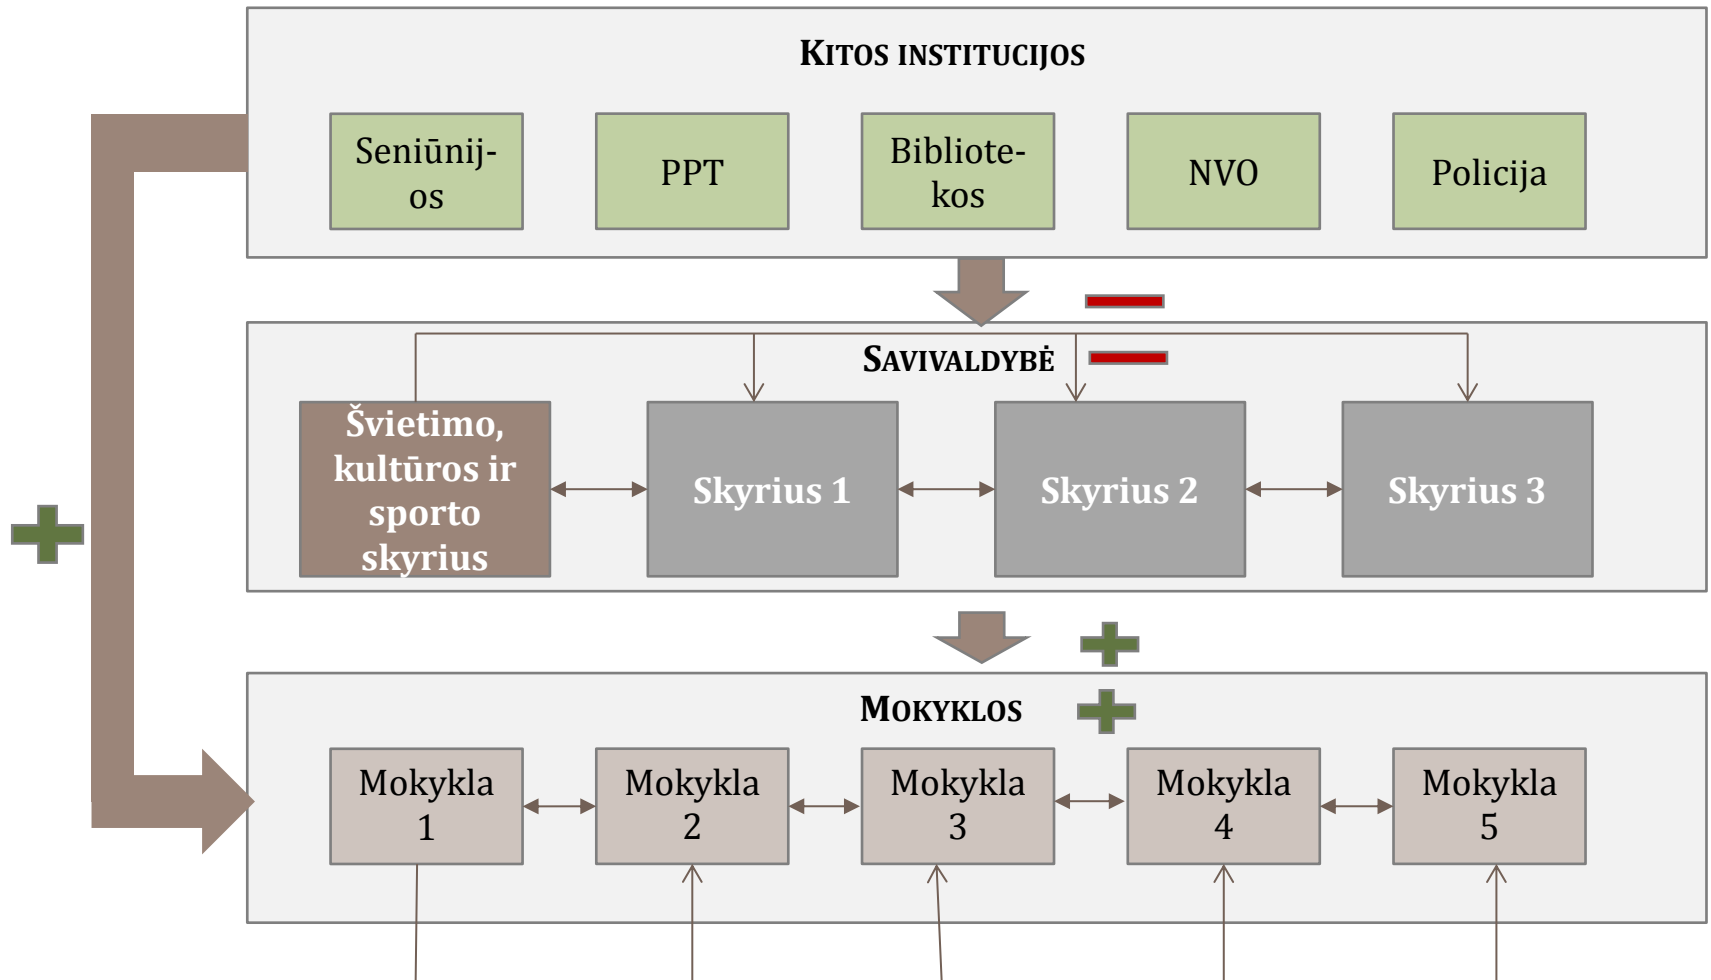 KITOS INSTITUCIJOS
Seniūnij-
os
PPT
Bibliote-
kos
NVO
Policija
SAVIVALDYBĖ
Švietimo,
kultūros ir
sporto
skyrius
Skyrius 1
Skyrius 2
Skyrius 3
MOKYKLOS
Mokykla
1
Mokykla
2
Mokykla
3
Mokykla
4
Mokykla
5